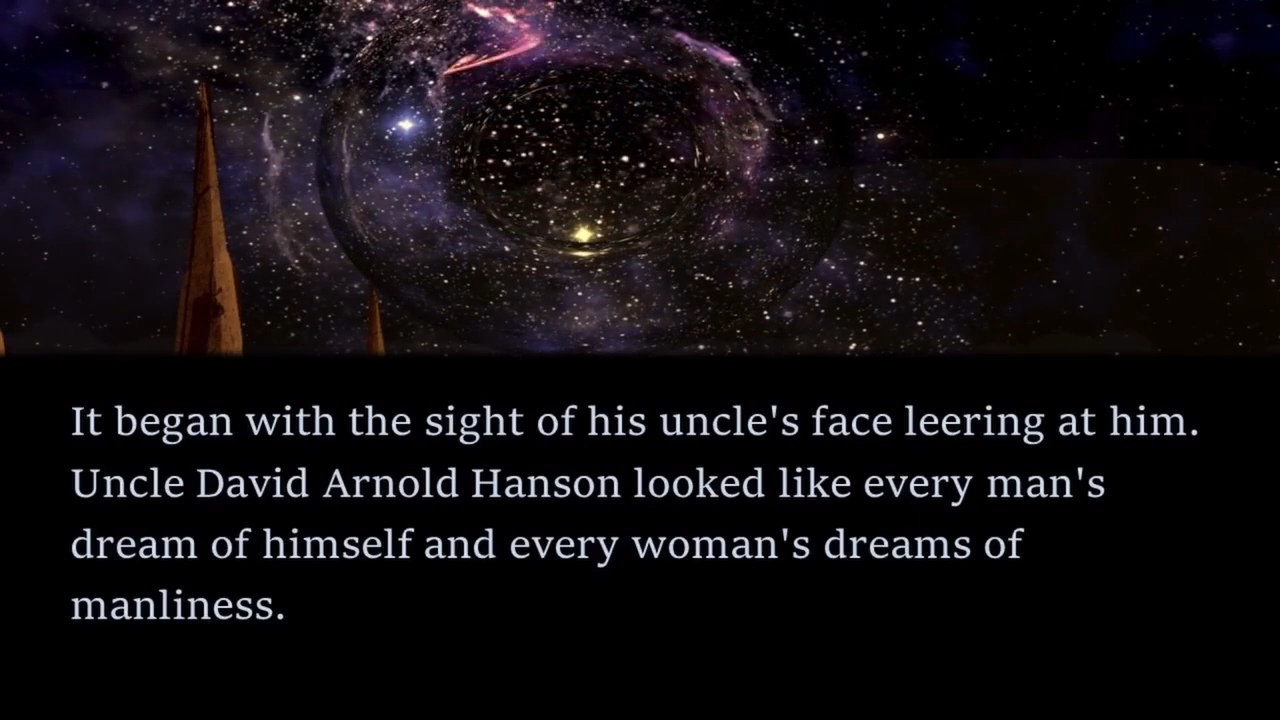 It began with the sight of his uncle's face leering at him.
Uncle David Arnold Hanson looked like every man's
dream of himself and every woman's dreams of
manliness.